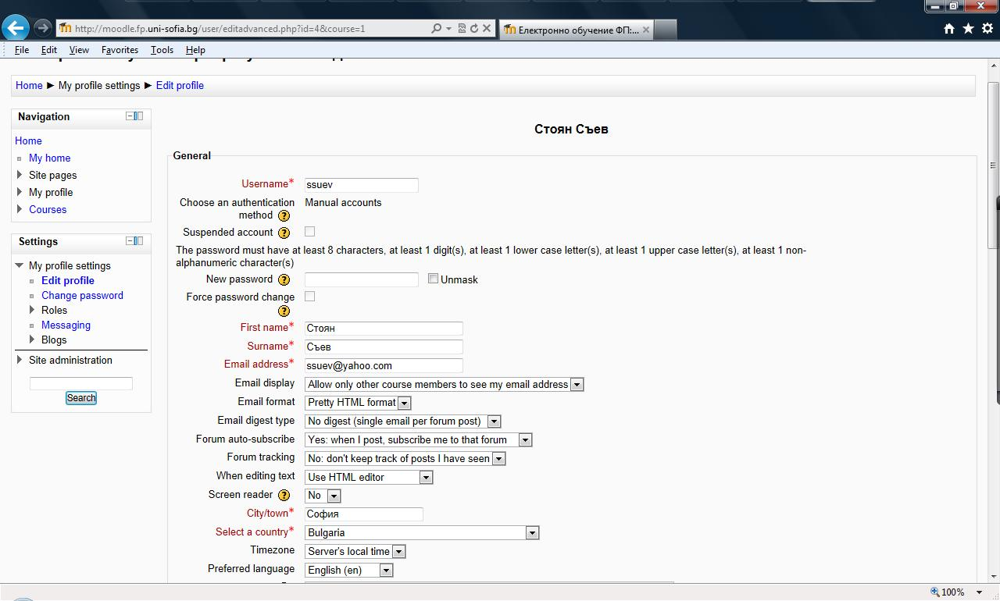 http://moodle.fp.uni-sofia.bg/user/editadvanced.php?id=4&course=1
Електронно обучение ФП:...
File Edit View Favorites Tools Help
Home ► My profile settings ► Edit profile
Navigation
Home
My home
Site pages
My profile
Courses
Settings
My profile settings
Edit profile
Change password
Roles
Messaging
Blogs
Site administration
Search
Стоян Съев
General
Username* ssuev
Choose an authentication Manual accounts
method
Suspended account
The password must have at least 8 characters, at least 1 digit(s), at least 1 lower case letter(s), at least 1 upper case letter(s), at least 1 non-
alphanumeric character(s)
New password Unmask
Force password change
First name* Стоян
Surname* Съев
Email address* ssuev@yahoo.com
Email display Allow only other course members to see my email address
Email format Pretty HTML format
Email digest type No digest (single email per forum post)
Forum auto-subscribe Yes: when I post, subscribe me to that forum
Forum tracking No: don't keep track of posts I have seen
When editing text Use HTML editor
Screen reader No
City/town* София
Select a country* Bulgaria
Timezone Server's local time
Preferred language English (en)
100%